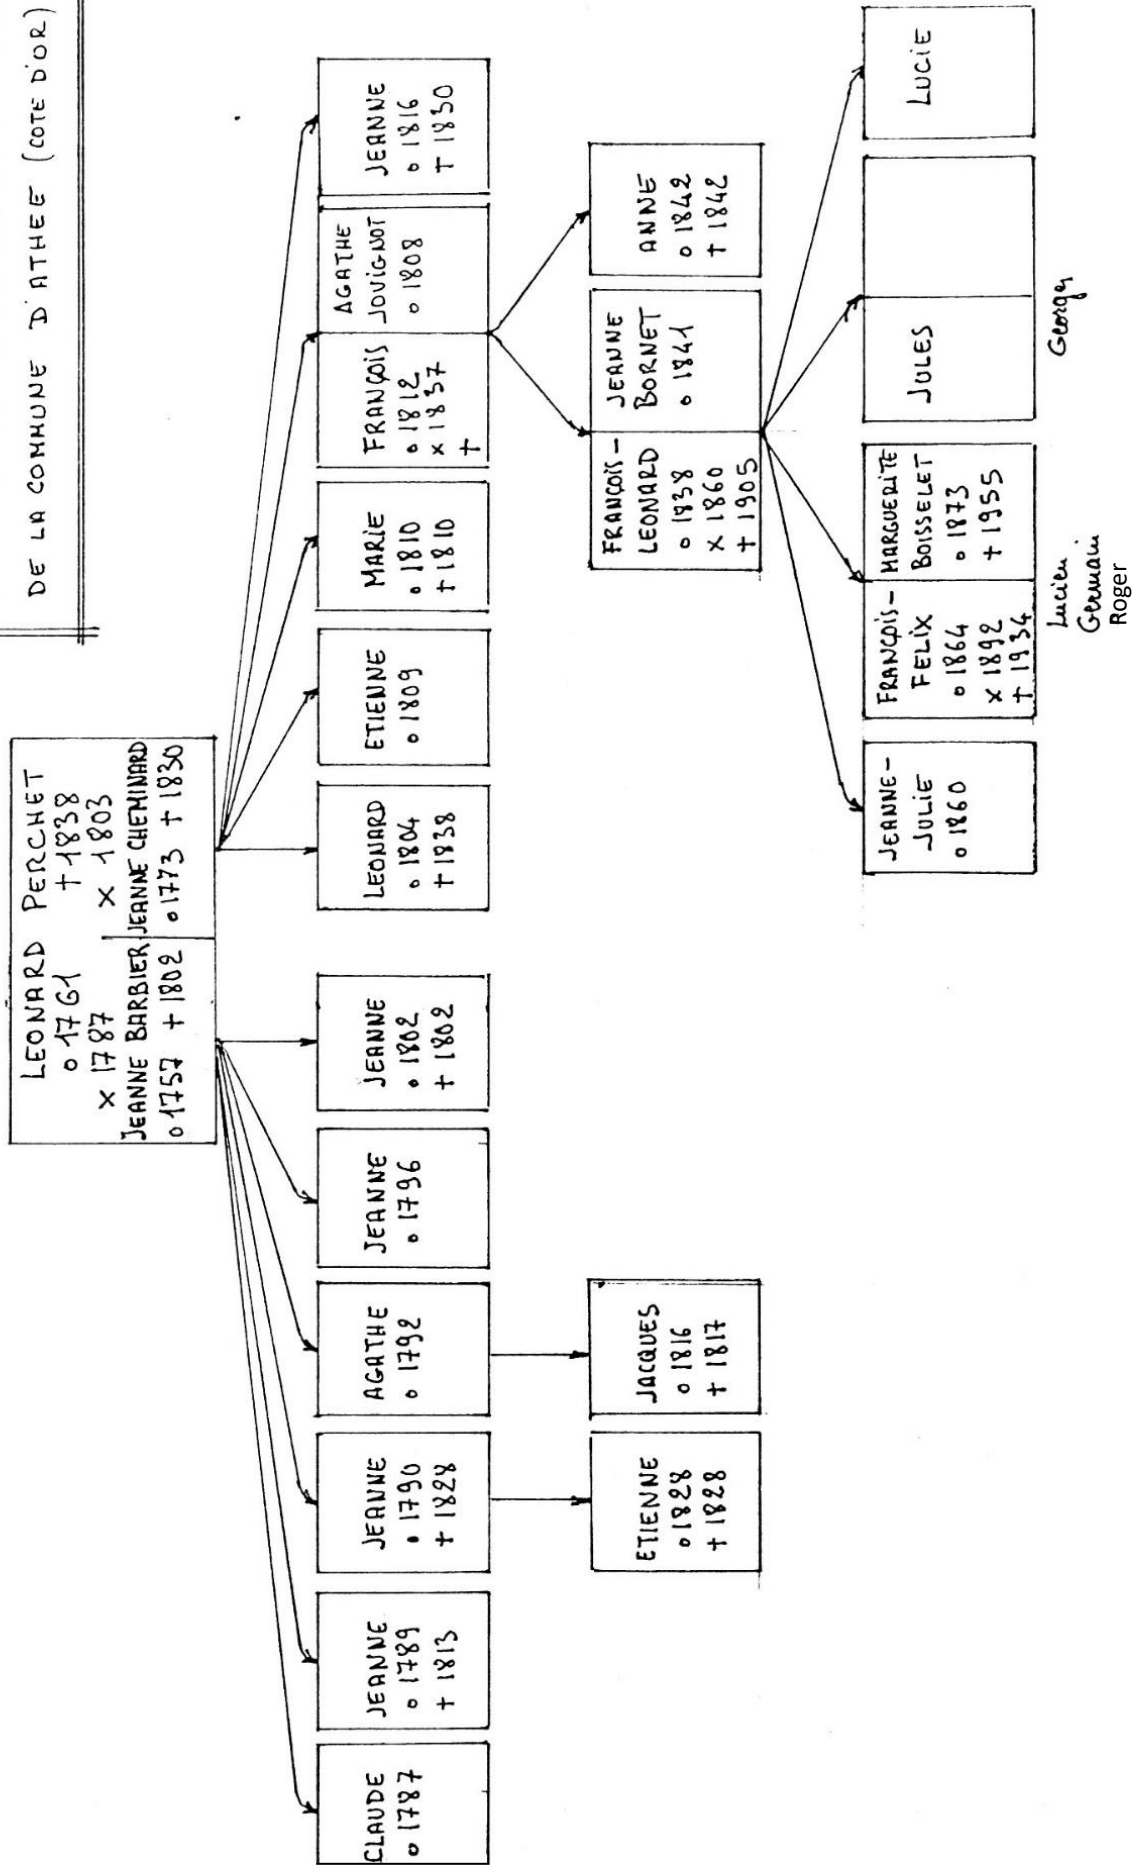 DE LA COMMUNE D'ATHEE (COTE D'OR)
LEONARD PERCHET
o 1761 † 1838
x 1787 x 1803
JEANNE BARBIER JEANNE CHEMINARD
o 1757 + 1802 o 1773 + 1830
CLAUDE
o 1787
JEANNE
o 1789
+ 1813
JEANNE
o 1790
+ 1828
AGATHE
o 1792
JEANNE
o 1796
JEANNE
o 1802
+ 1802
LEONARD
o 1804
† 1838
ETIENNE
o 1809
MARIE
o 1810
† 1810
FRANÇOIS
o 1812
x 1837
†
AGATHE
JOUIGNOT
o 1808
JEANNE
o 1816
† 1830
ETIENNE
o 1828
+ 1828
JACQUES
o 1816
+ 1817
FRANÇOIS-
LEONARD
o 1838
x 1860
+ 1905
JEANNE
BORNET
o 1841
ANNE
o 1842
† 1842
JEANNE-
JULIE
o 1860
FRANÇOIS-
FELIX
o 1864
x 1892
† 1934
MARGUERITE
BOISSELET
o 1873
+ 1955
JULES
LUCIE
Lucien
Germain
Roger
Georges